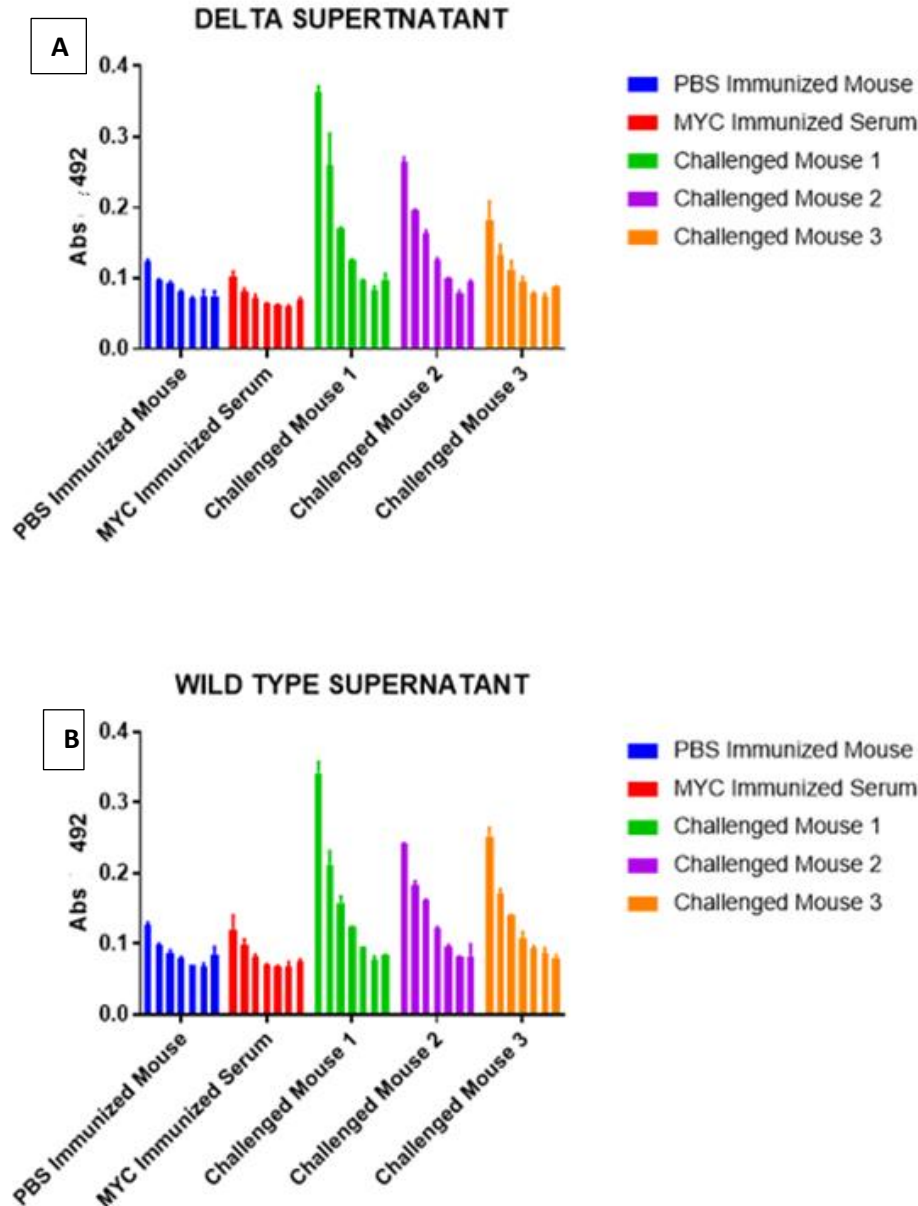 DELTA SUPERTNATANT
A
0.4
0.3
0.2
0.1
0.0
Abs 492
PBS Immunized Mouse
MYC Immunized Serum
Challenged Mouse 1
Challenged Mouse 2
Challenged Mouse 3
PBS Immunized Mouse
MYC Immunized Serum
Challenged Mouse 1
Challenged Mouse 2
Challenged Mouse 3
WILD TYPE SUPERNATANT
B
0.4
0.3
0.2
0.1
0.0
Abs 492
PBS Immunized Mouse
MYC Immunized Serum
Challenged Mouse 1
Challenged Mouse 2
Challenged Mouse 3
PBS Immunized Mouse
MYC Immunized Serum
Challenged Mouse 1
Challenged Mouse 2
Challenged Mouse 3